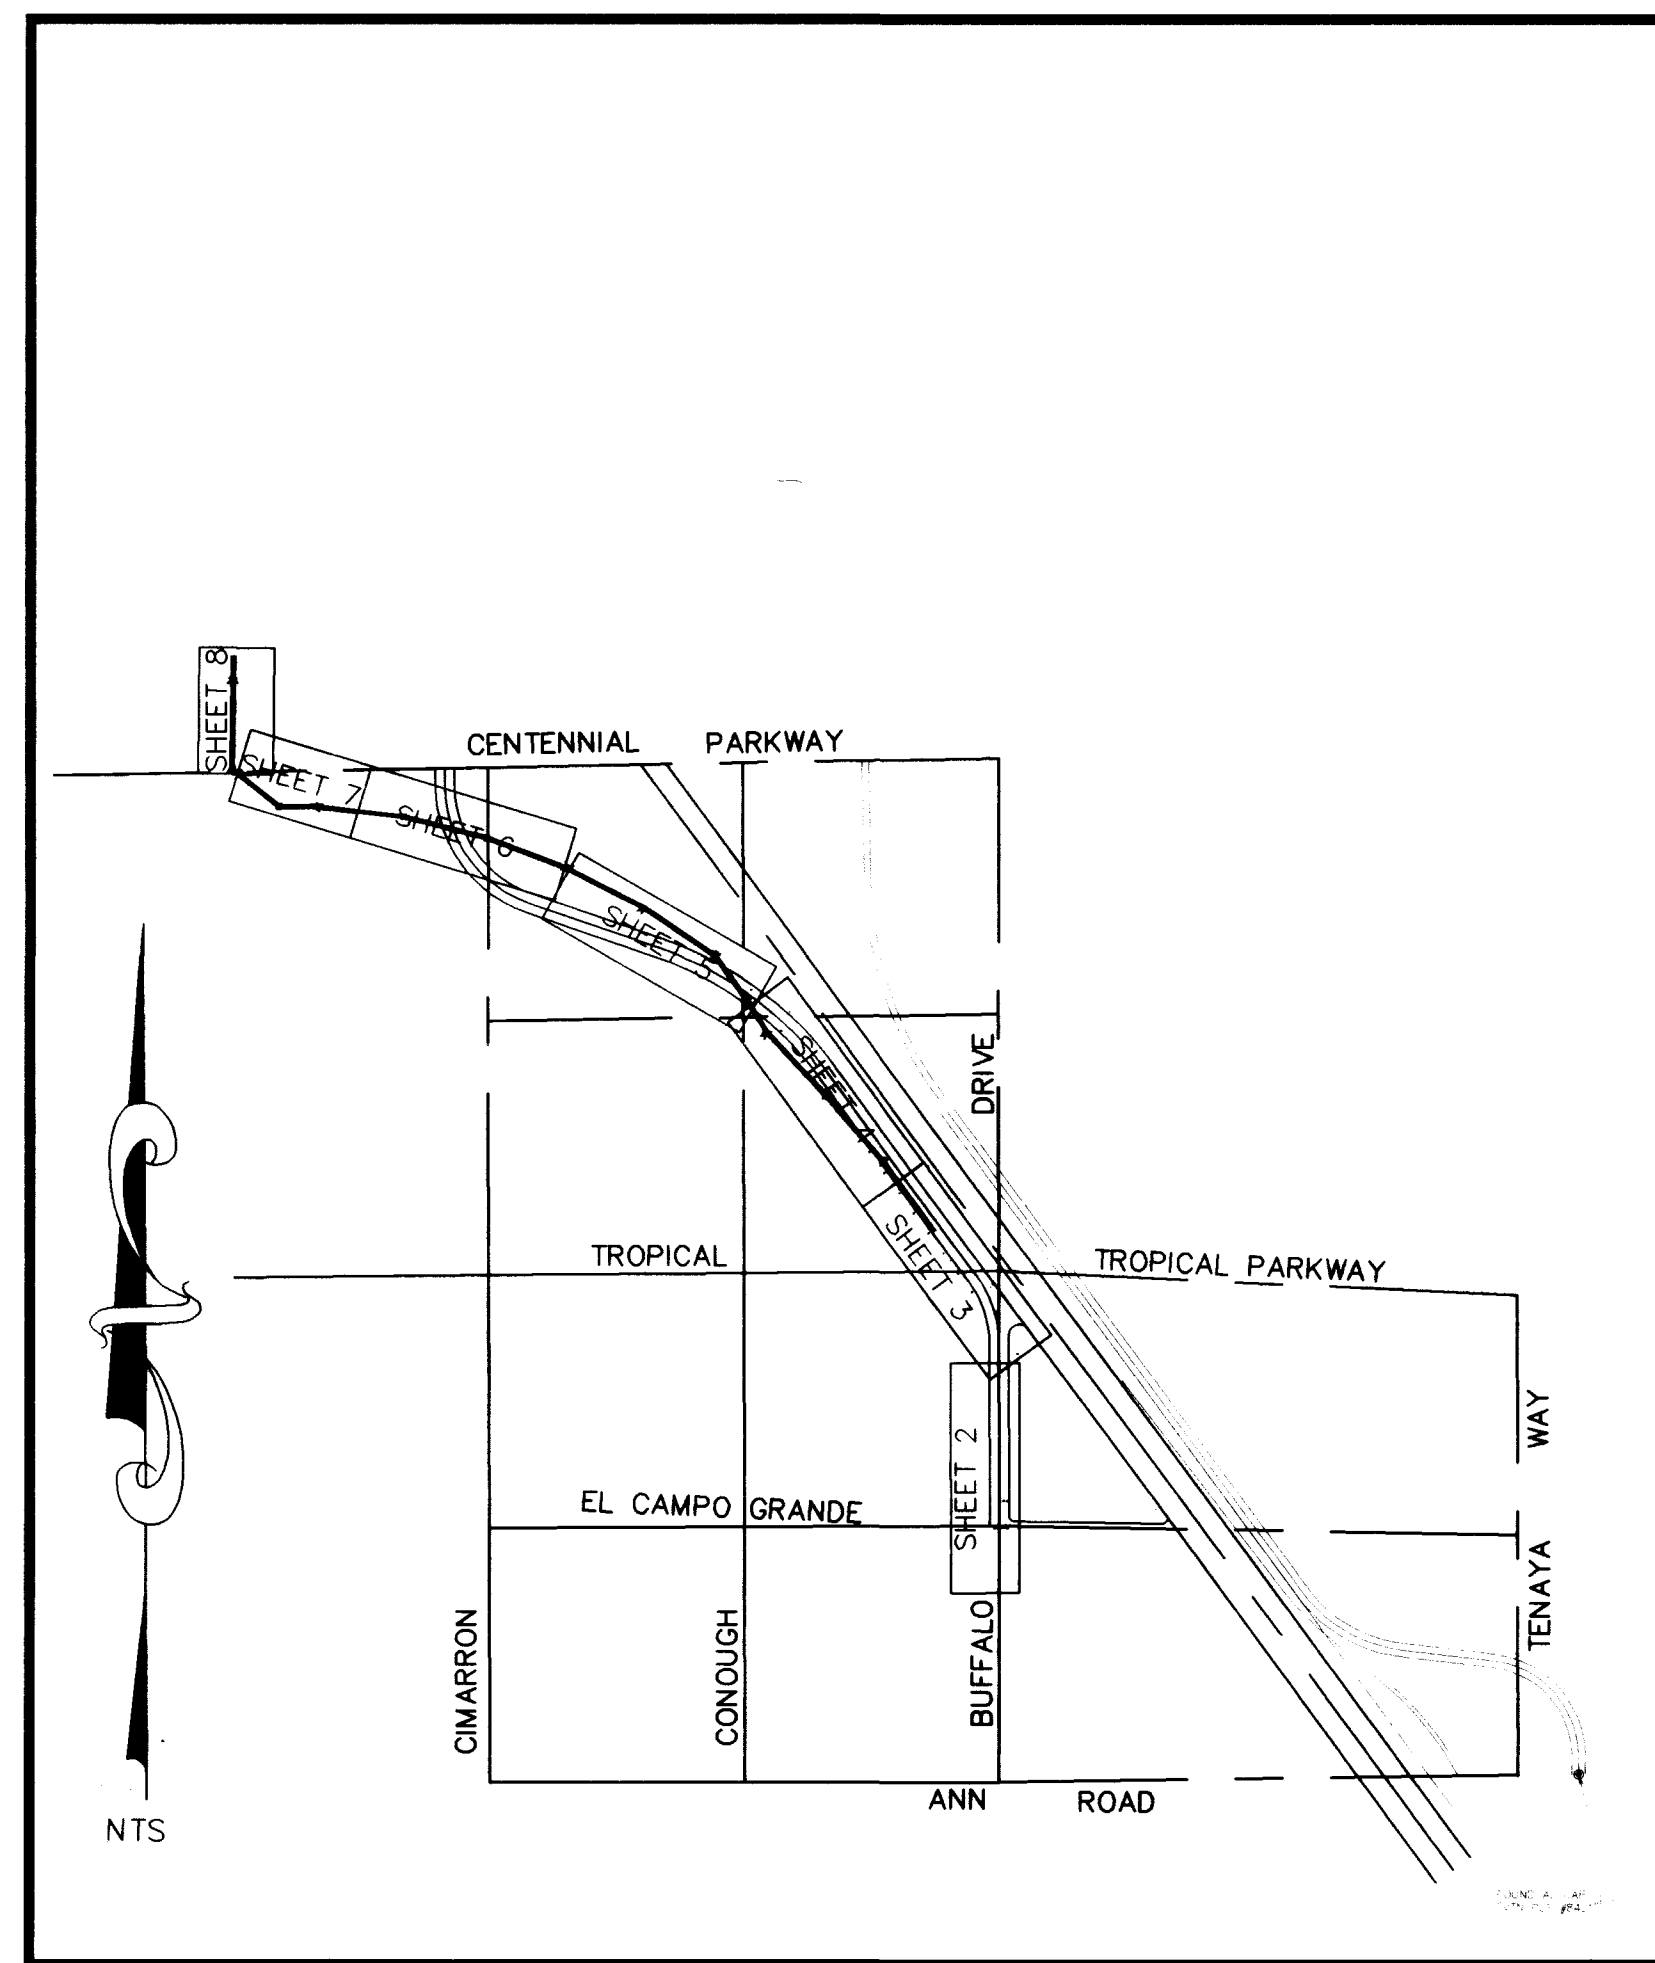 SHEET 8
CENTENNIAL PARKWAY
SHEET 7
SHEET 6
SHEET 5
SHEET 4
DRIVE
SHEET 3
TROPICAL
TROPICAL PARKWAY
WAY
SHEET 2
EL CAMPO GRANDE
TENAYA
CIMARRON
CONOUGH
BUFFALO
ANN ROAD
NTS